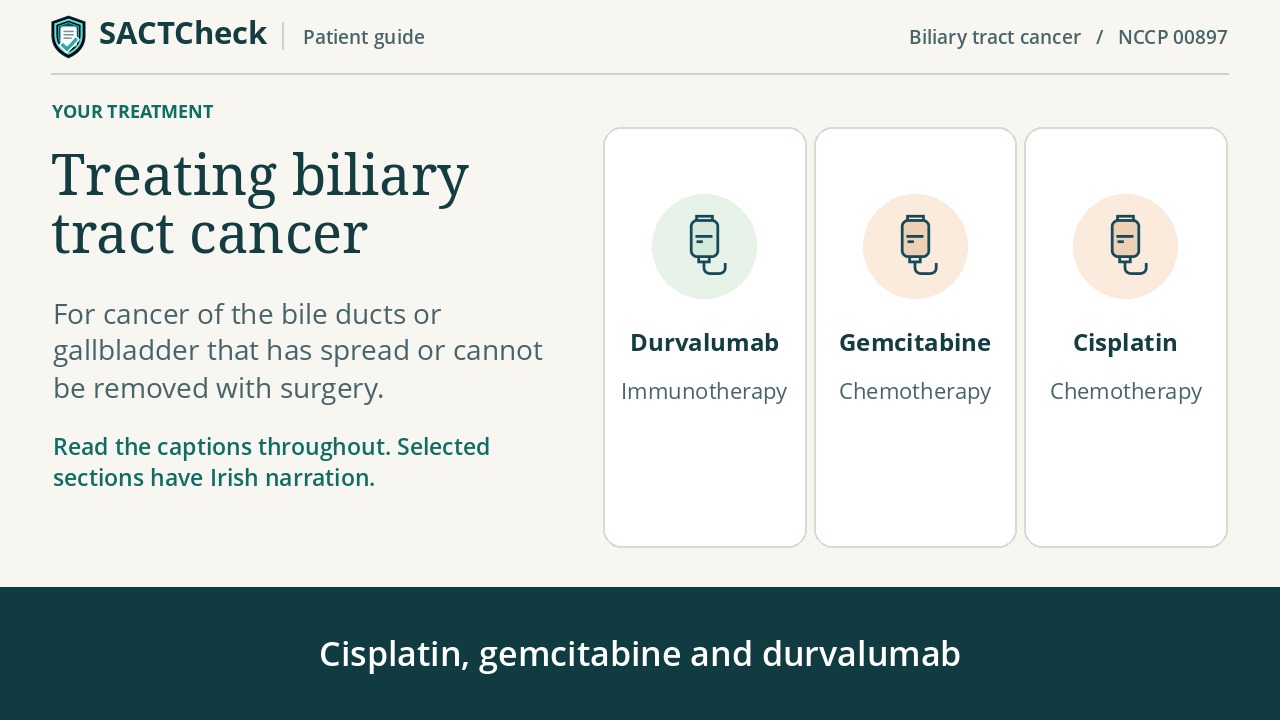 SACTCheck
Patient guide
Biliary tract cancer / NCCP 00897
YOUR TREATMENT
Treating biliary
tract cancer
For cancer of the bile ducts or
gallbladder that has spread or cannot
be removed with surgery.
Read the captions throughout. Selected
sections have Irish narration.
Durvalumab
Immunotherapy
Gemcitabine
Chemotherapy
Cisplatin
Chemotherapy
Cisplatin, gemcitabine and durvalumab